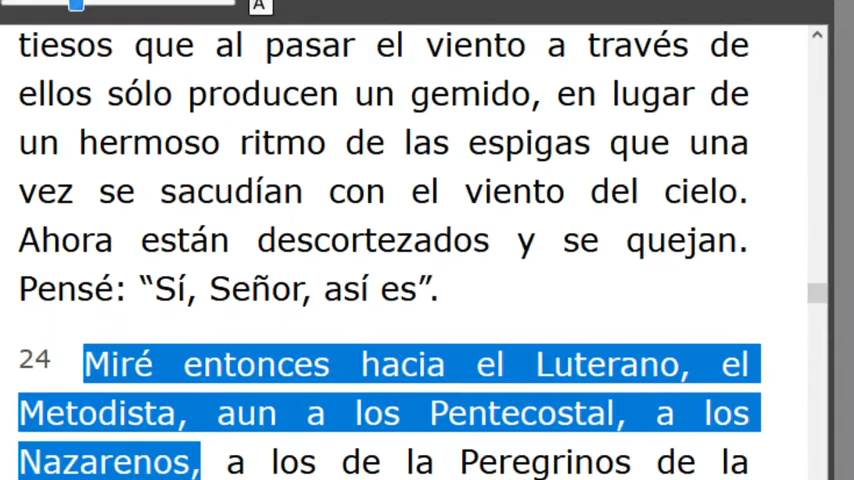 A
tiesos que al pasar el viento a través de
ellos sólo producen un gemido, en lugar de
un hermoso ritmo de las espigas que una
vez se sacudían con el viento del cielo.
Ahora están descortezados y se quejan.
Pensé: “Sí, Señor, así es”.
24 Miré entonces hacia el Luterano, el
Metodista, aun a los Pentecostal, a los
Nazarenos, a los de la Peregrinos de la